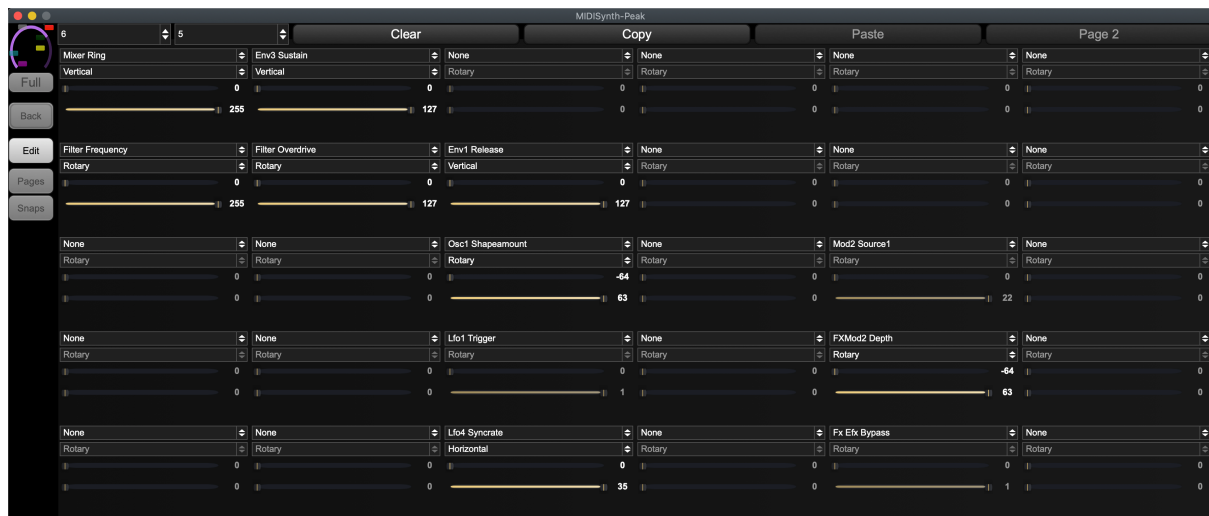 MIDISynth-Peak
6 5 Clear Copy Paste Page 2
Mixer Ring Env3 Sustain None None None None
Vertical Vertical Rotary Rotary Rotary Rotary
Full 0 0 0 0 0 0
Back 255 127 0 0 0 0
Edit Filter Frequency Filter Overdrive Env1 Release None None None
Rotary Rotary Vertical Rotary Rotary Rotary
Pages 0 0 0 0 0 0
Snaps 255 127 127 0 0 0
None None Osc1 Shapeamount None Mod2 Source1 None
Rotary Rotary Rotary Rotary Rotary Rotary
0 0 -64 0 0 0
0 0 63 0 22 0
None None Lfo1 Trigger None FXMod2 Depth None
Rotary Rotary Rotary Rotary Rotary Rotary
0 0 0 0 -64 0
0 0 1 0 63 0
None None Lfo4 Syncrate None Fx Efx Bypass None
Rotary Rotary Horizontal Rotary Rotary Rotary
0 0 0 0 0 0
0 0 35 0 1 0